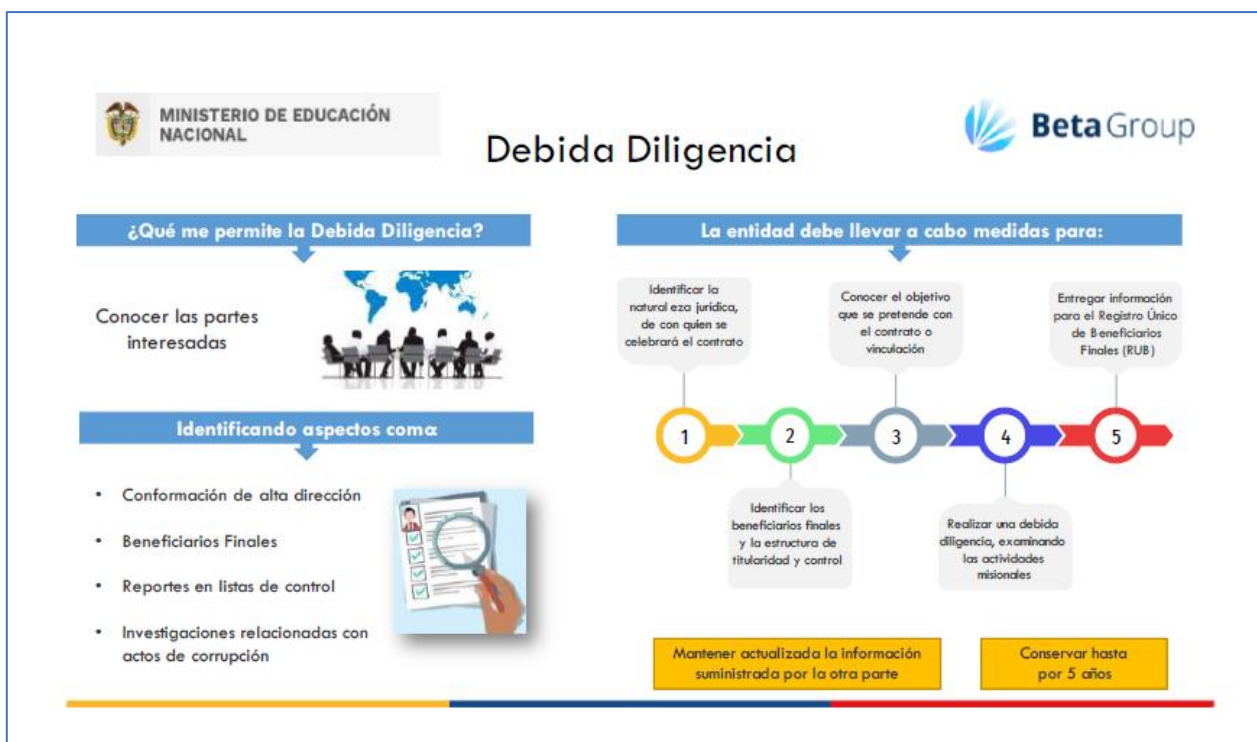 MINISTERIO DE EDUCACIÓN
NACIONAL
Debida Diligencia
BetaGroup
¿Qué me permite la Debida Diligencia?
Conocer las partes
interesadas
Identificando aspectos como:
• Conformación de alta dirección
• Beneficiarios Finales
• Reportes en listas de control
• Investigaciones relacionadas con
actos de corrupción
La entidad debe llevar a cabo medidas para:
Identificar la
natural eza jurídica,
de con quien se
celebrará el contrato
Conocer el objetivo
que se pretende con
el contrato o
vinculación
Entregar información
para el Registro Único
de Beneficiarios
Finales (RUB)
1
2
3
4
5
Identificar los
beneficiarios finales
y la estructura de
titularidad y control
Realizar una debida
diligencia, examinando
las actividades
misionales
Mantener actualizada la información
suministrada por la otra parte
Conservar hasta
por 5 años